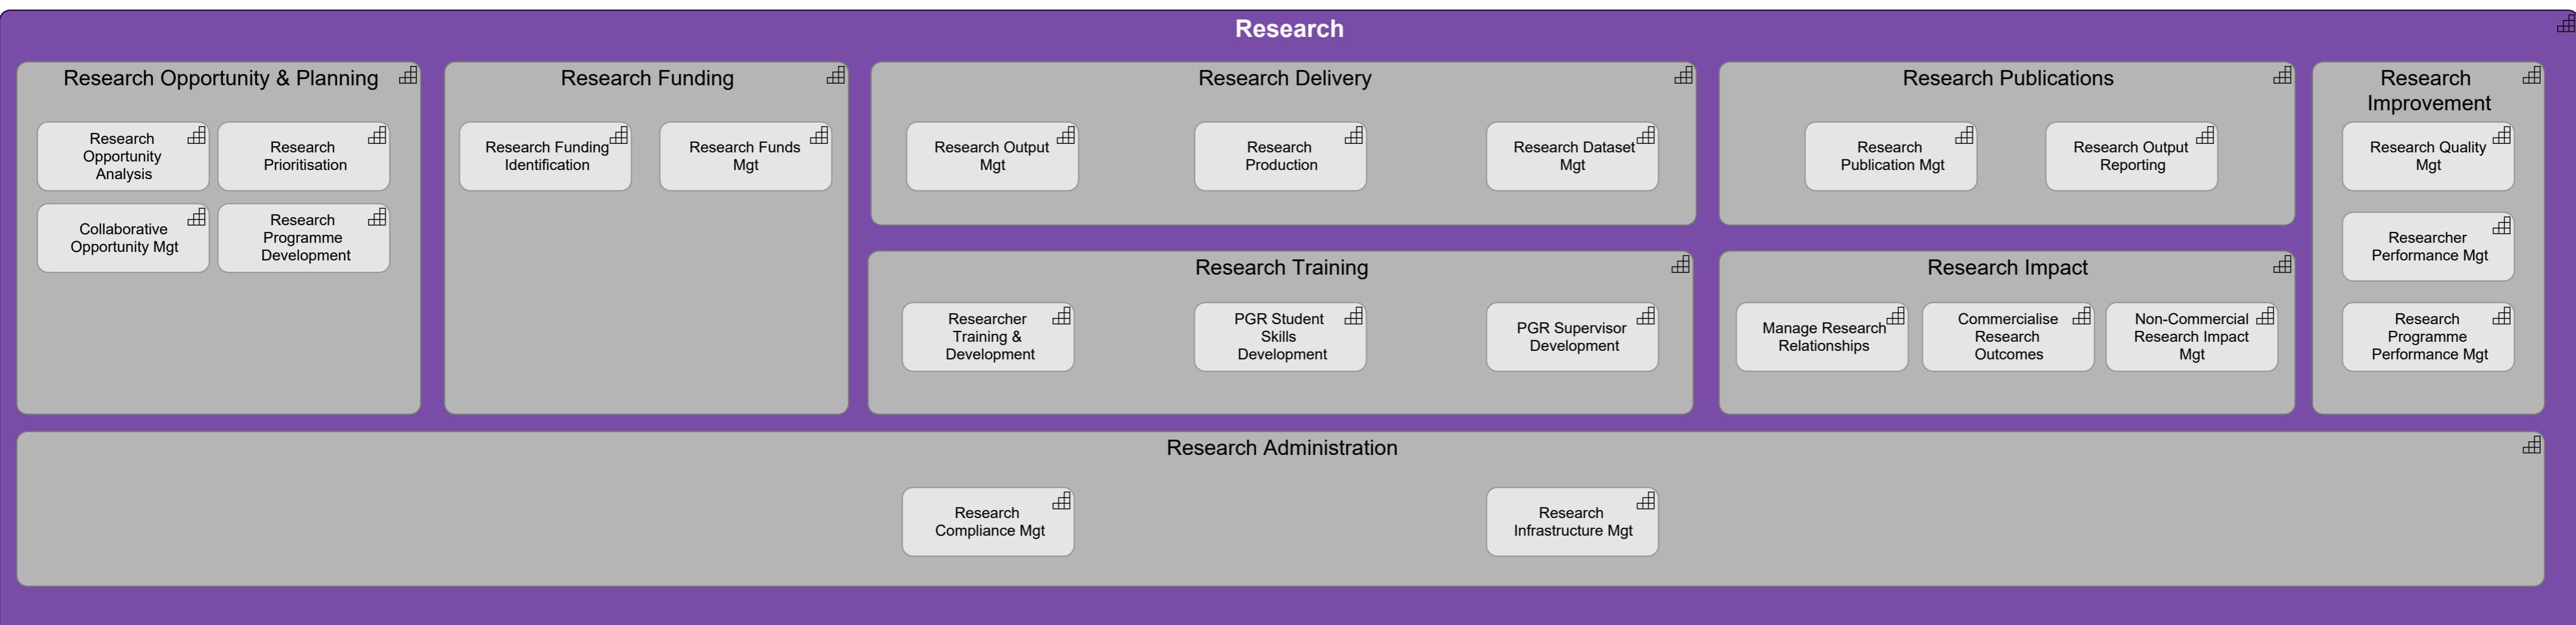 Research
Research Opportunity & Planning
Research
Opportunity
Analysis
Research
Prioritisation
Collaborative
Opportunity Mgt
Research
Programme
Development
Research Funding
Research Funding
Identification
Research Funds
Mgt
Research Delivery
Research Output
Mgt
Research
Production
Research Dataset
Mgt
Research Training
Researcher
Training &
Development
PGR Student
Skills
Development
PGR Supervisor
Development
Research Publications
Research
Publication Mgt
Research Output
Reporting
Research Impact
Manage Research
Relationships
Commercialise
Research
Outcomes
Non-Commercial
Research Impact
Mgt
Research
Improvement
Research Quality
Mgt
Researcher
Performance Mgt
Research
Programme
Performance Mgt
Research Administration
Research
Compliance Mgt
Research
Infrastructure Mgt